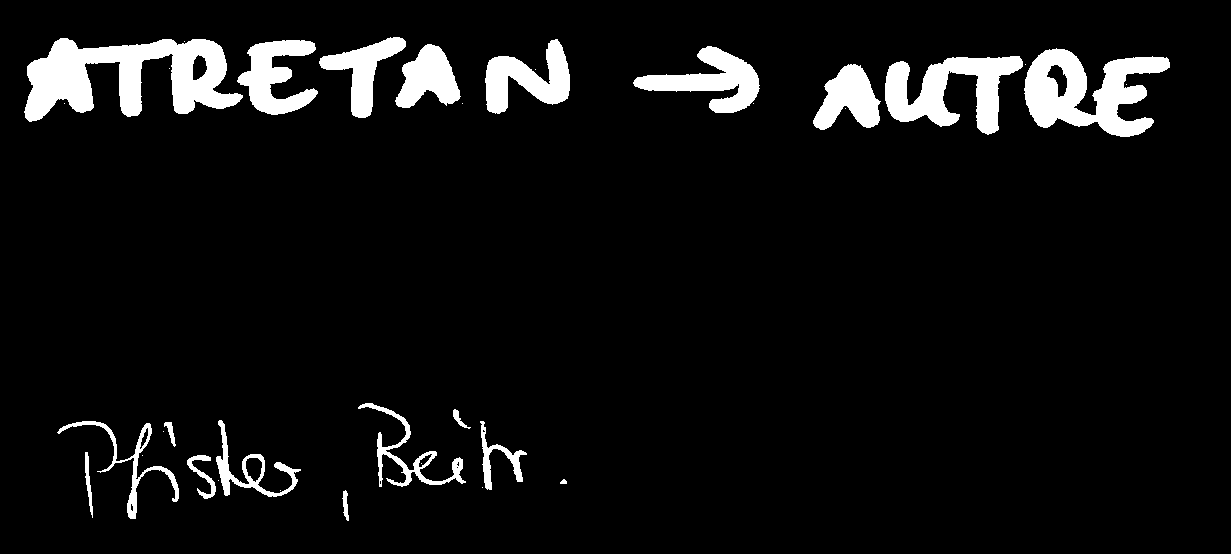 ATRETAN → AUTRE
Pfister, Beitr.